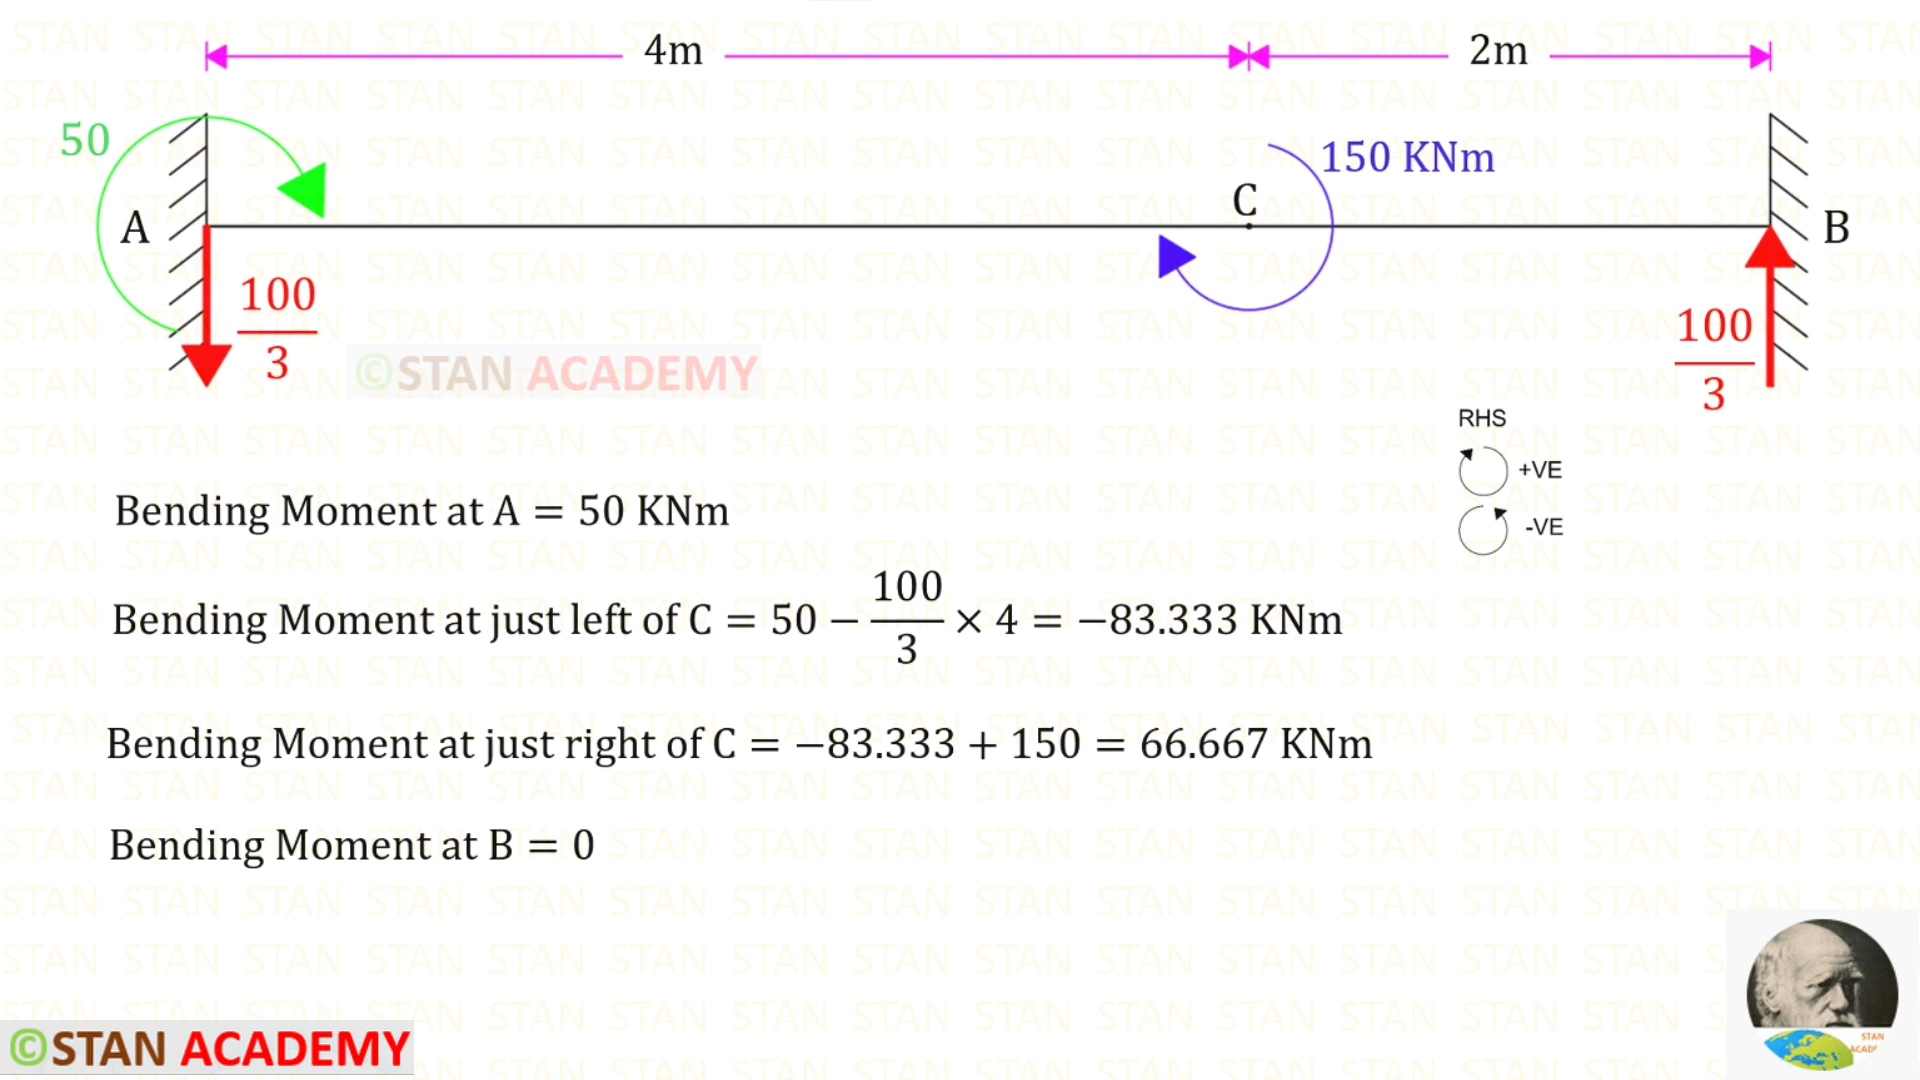 4m 2m
50 150 KNm
C
A B
100/3
100/3
©STAN ACADEMY
RHS
+VE
-VE
Bending Moment at A = 50 KNm
Bending Moment at just left of C = 50 − 100/3 × 4 = −83.333 KNm
Bending Moment at just right of C = −83.333 + 150 = 66.667 KNm
Bending Moment at B = 0
©STAN ACADEMY
STAN